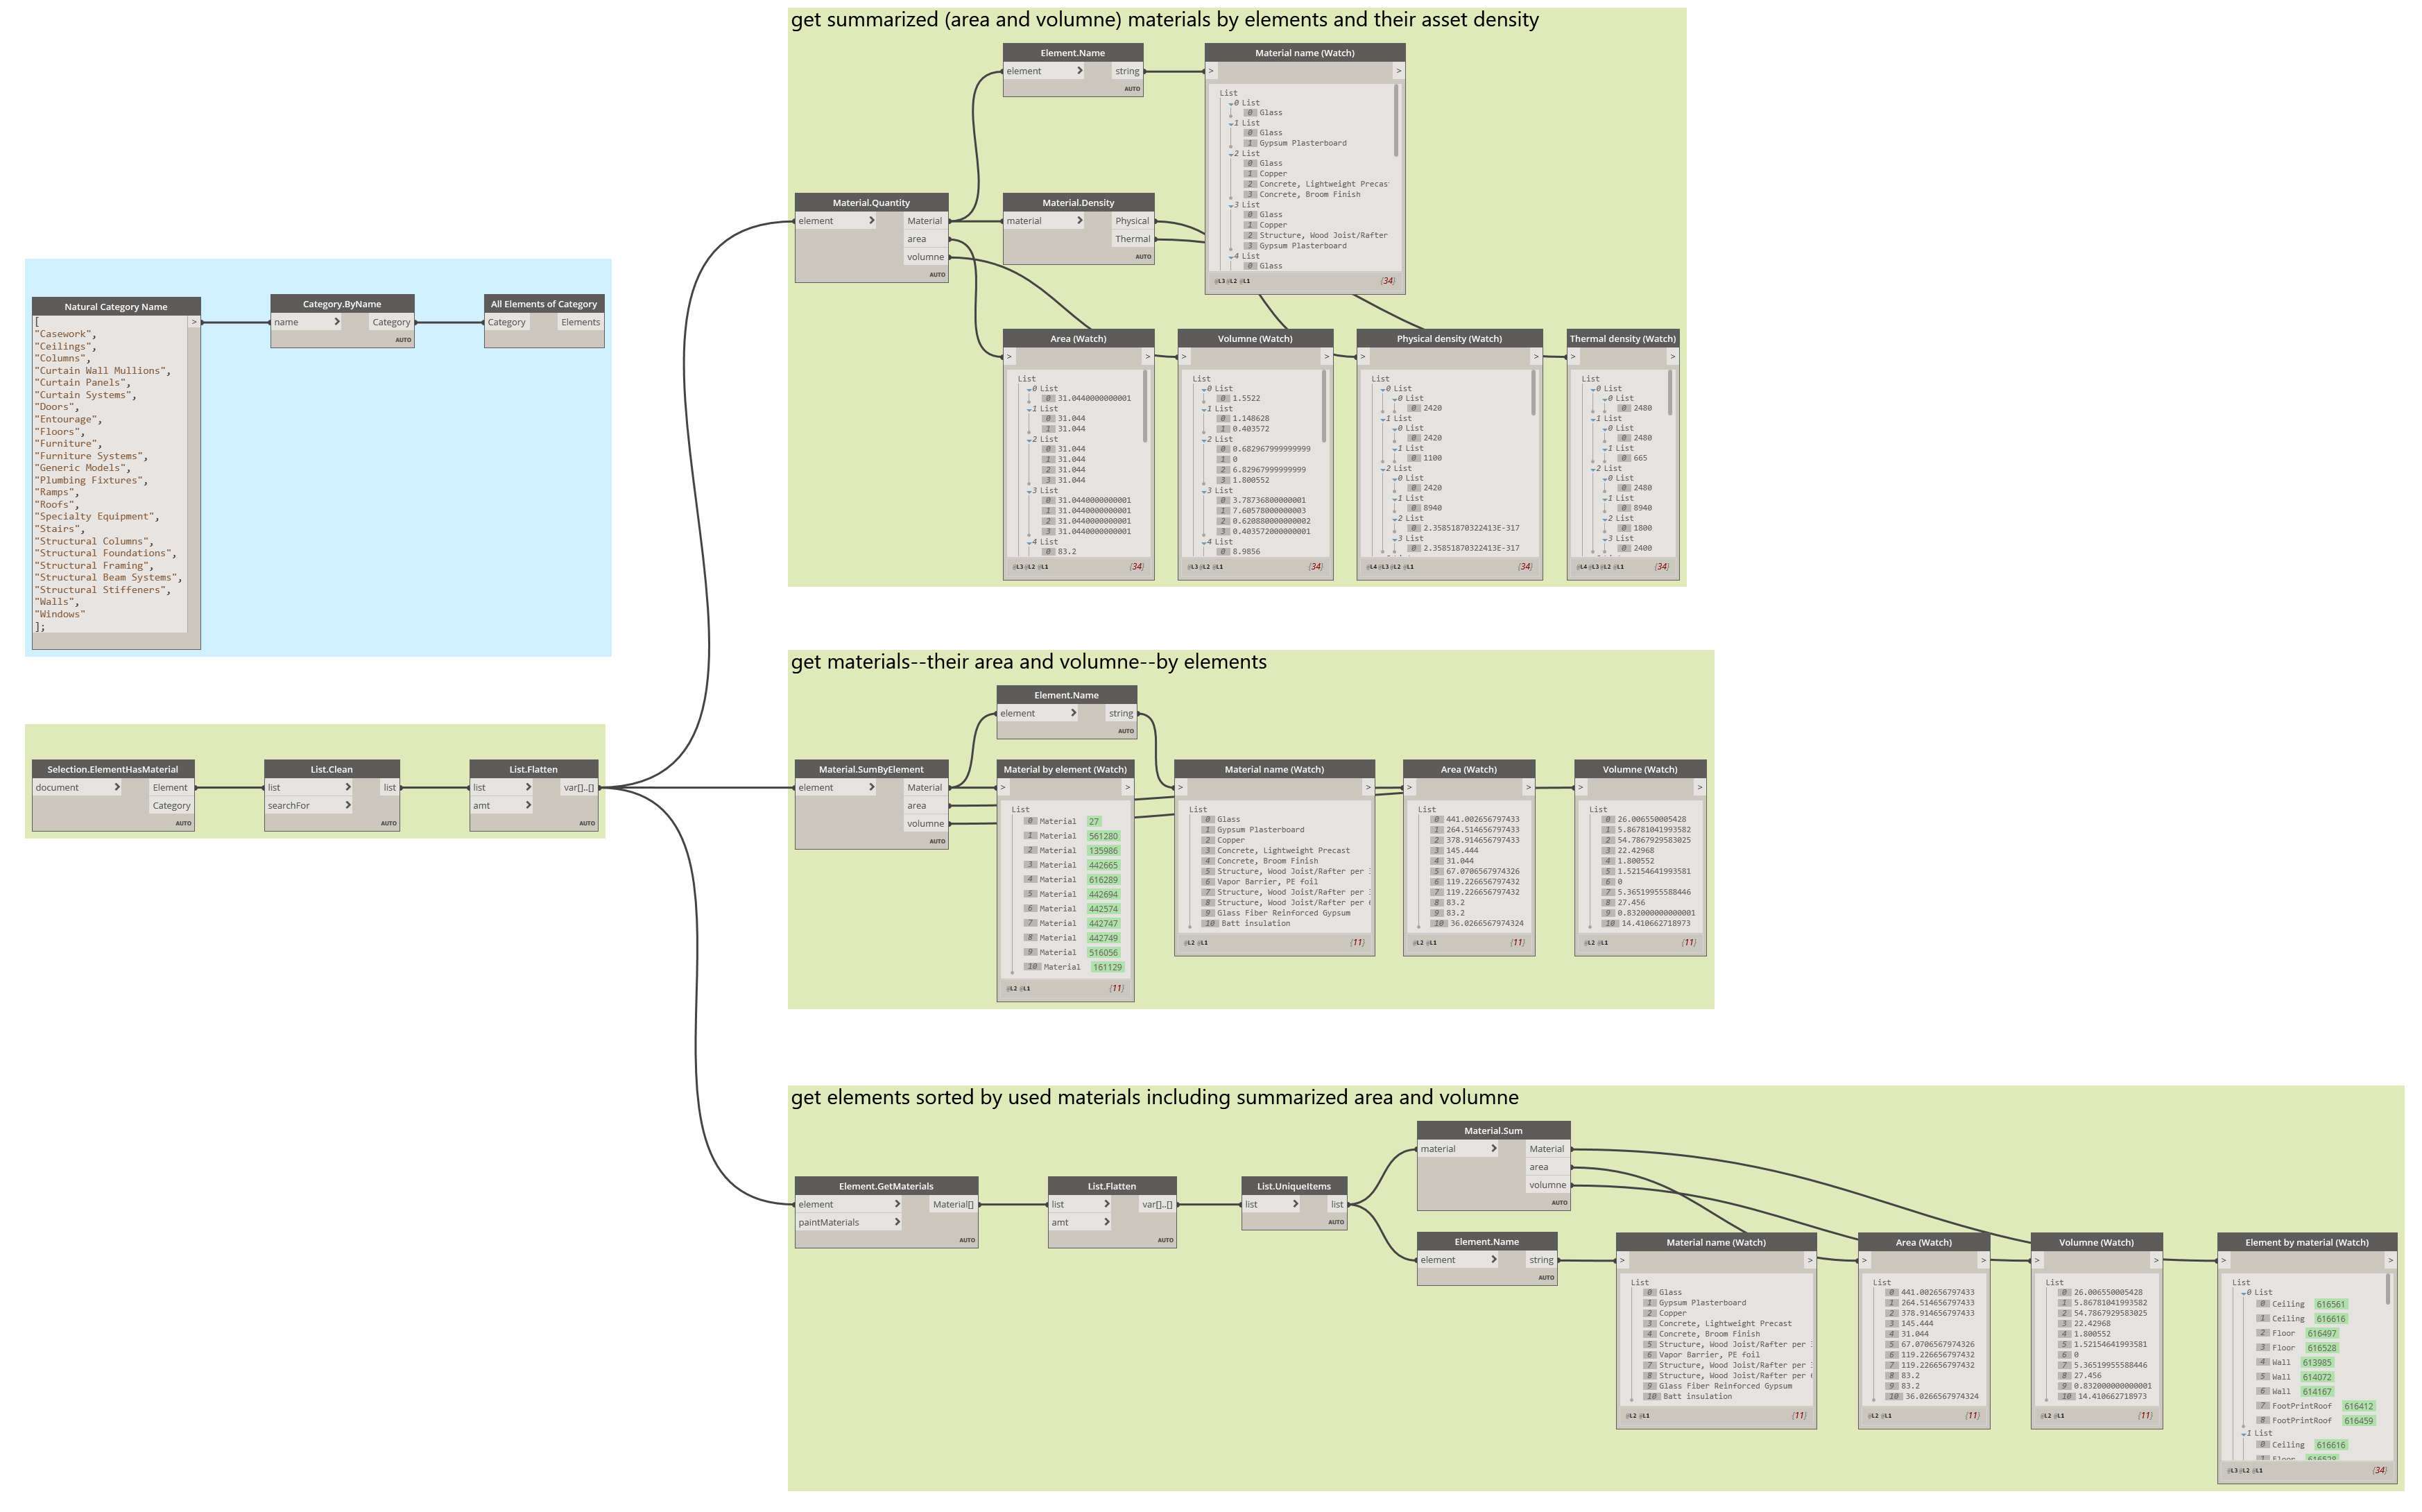 get summarized (area and volumne) materials by elements and their asset density
Element.Name
element > string
AUTO
Material name (Watch)
> >
List
0 List
0 Glass
1 List
0 Glass
1 Gypsum Plasterboard
2 List
0 Glass
1 Copper
2 Concrete, Lightweight Precas
3 Concrete, Broom Finish
3 List
0 Glass
1 Copper
2 Structure, Wood Joist/Rafter
3 Gypsum Plasterboard
4 List
0 Glass
@L3 @L2 @L1 {34}
Material.Quantity
element > Material
area
volumne
AUTO
Material.Density
material > Physical
Thermal
AUTO
Area (Watch)
> >
List
0 List
0 31.0440000000001
1 List
0 31.044
1 31.044
2 List
0 31.044
1 31.044
2 31.044
3 31.044
3 List
0 31.0440000000001
1 31.0440000000001
2 31.0440000000001
3 31.0440000000001
4 List
0 83.2
@L3 @L2 @L1 {34}
Volumne (Watch)
> >
List
0 List
0 1.5522
1 List
0 1.148628
1 0.403572
2 List
0 0.682967999999999
1 0
2 6.82967999999999
3 1.800552
3 List
0 3.78736800000001
1 7.60578000000003
2 0.620880000000002
3 0.403572000000001
4 List
0 8.9856
@L3 @L2 @L1 {34}
Physical density (Watch)
> >
List
0 List
0 List
0 2420
1 List
0 List
0 2420
1 List
0 1100
2 List
0 List
0 2420
1 List
0 8940
2 List
0 2.35851870322413E-317
3 List
0 2.35851870322413E-317
@L4 @L3 @L2 @L1 {34}
Thermal density (Watch)
> >
List
0 List
0 List
0 2480
1 List
0 List
0 2480
1 List
0 665
2 List
0 List
0 2480
1 List
0 8940
2 List
0 1800
3 List
0 2400
@L4 @L3 @L2 @L1 {34}
Natural Category Name
[ >
"Casework",
"Ceilings",
"Columns",
"Curtain Wall Mullions",
"Curtain Panels",
"Curtain Systems",
"Doors",
"Entourage",
"Floors",
"Furniture",
"Furniture Systems",
"Generic Models",
"Plumbing Fixtures",
"Ramps",
"Roofs",
"Specialty Equipment",
"Stairs",
"Structural Columns",
"Structural Foundations",
"Structural Framing",
"Structural Beam Systems",
"Structural Stiffeners",
"Walls",
"Windows"
];
Category.ByName
name > Category
AUTO
All Elements of Category
Category Elements
Selection.ElementHasMaterial
document > Element
Category
AUTO
List.Clean
list > list
searchFor >
AUTO
List.Flatten
list > var[]..[]
amt >
AUTO
get materials--their area and volumne--by elements
Element.Name
element > string
AUTO
Material.SumByElement
element > Material
area
volumne
AUTO
Material by element (Watch)
> >
List
0 Material 27
1 Material 561280
2 Material 135986
3 Material 442665
4 Material 616289
5 Material 442694
6 Material 442574
7 Material 442747
8 Material 442749
9 Material 516056
10 Material 161129
@L2 @L1 {11}
Material name (Watch)
> >
List
0 Glass
1 Gypsum Plasterboard
2 Copper
3 Concrete, Lightweight Precast
4 Concrete, Broom Finish
5 Structure, Wood Joist/Rafter per
6 Vapor Barrier, PE foil
7 Structure, Wood Joist/Rafter per
8 Structure, Wood Joist/Rafter per
9 Glass Fiber Reinforced Gypsum
10 Batt insulation
@L2 @L1 {11}
Area (Watch)
> >
List
0 441.002656797433
1 264.514656797433
2 378.914656797433
3 145.444
4 31.044
5 67.0706567974326
6 119.226656797432
7 119.226656797432
8 83.2
9 83.2
10 36.0266567974324
@L2 @L1 {11}
Volumne (Watch)
> >
List
0 26.006550005428
1 5.86781041993582
2 54.7867929583025
3 22.42968
4 1.800552
5 1.52154641993581
6 0
7 5.36519955588446
8 27.456
9 0.832000000000001
10 14.410662718973
@L2 @L1 {11}
get elements sorted by used materials including summarized area and volumne
Material.Sum
material > Material
area
volumne
AUTO
Element.GetMaterials
element > Material[]
paintMaterials >
AUTO
List.Flatten
list > var[]..[]
amt >
AUTO
List.UniqueItems
list > list
AUTO
Element.Name
element > string
AUTO
Material name (Watch)
> >
List
0 Glass
1 Gypsum Plasterboard
2 Copper
3 Concrete, Lightweight Precast
4 Concrete, Broom Finish
5 Structure, Wood Joist/Rafter per
6 Vapor Barrier, PE foil
7 Structure, Wood Joist/Rafter per
8 Structure, Wood Joist/Rafter per
9 Glass Fiber Reinforced Gypsum
10 Batt insulation
@L2 @L1 {11}
Area (Watch)
> >
List
0 441.002656797433
1 264.514656797433
2 378.914656797433
3 145.444
4 31.044
5 67.0706567974326
6 119.226656797432
7 119.226656797432
8 83.2
9 83.2
10 36.0266567974324
@L2 @L1 {11}
Volumne (Watch)
> >
List
0 26.006550005428
1 5.86781041993582
2 54.7867929583025
3 22.42968
4 1.800552
5 1.52154641993581
6 0
7 5.36519955588446
8 27.456
9 0.832000000000001
10 14.410662718973
@L2 @L1 {11}
Element by material (Watch)
> >
List
0 List
0 Ceiling 616561
1 Ceiling 616616
2 Floor 616497
3 Floor 616528
4 Wall 613985
5 Wall 614072
6 Wall 614167
7 FootPrintRoof 616412
8 FootPrintRoof 616459
1 List
0 Ceiling 616616
1 Floor 616528
@L3 @L2 @L1 {34}